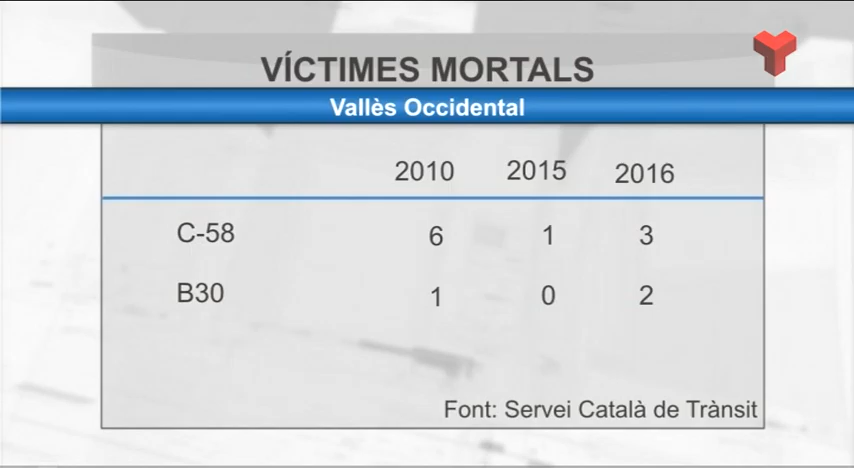 VÍCTIMES MORTALS
Vallès Occidental
2010 2015 2016
C-58 6 1 3
B30 1 0 2
Font: Servei Català de Trànsit